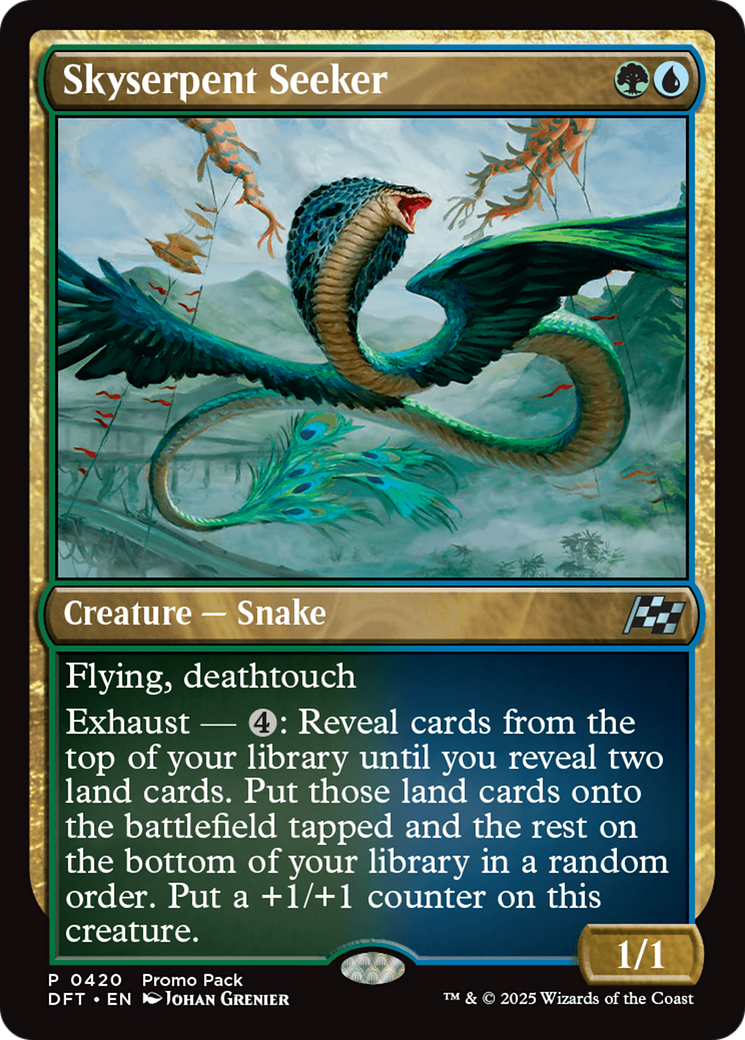 Skyserpent Seeker
Creature — Snake
Flying, deathtouch
Exhaust — 4: Reveal cards from the
top of your library until you reveal two
land cards. Put those land cards onto
the battlefield tapped and the rest on
the bottom of your library in a random
order. Put a +1/+1 counter on this
creature.
1/1
P 0420 Promo Pack
DFT • EN Johan Grenier
™ & © 2025 Wizards of the Coast